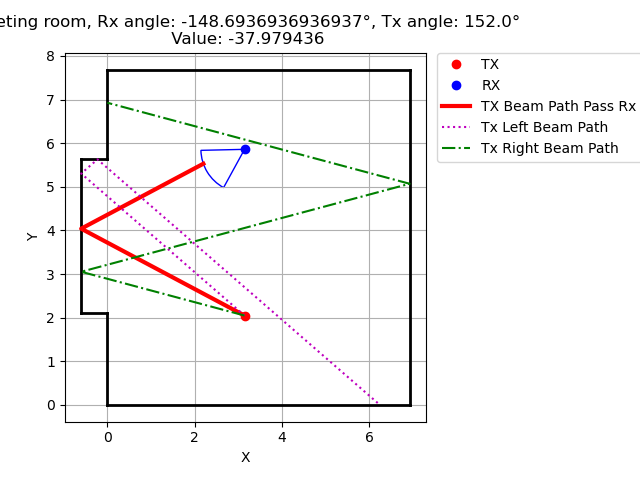 eting room, Rx angle: -148.6936936936937°, Tx angle: 152.0°
Value: -37.979436
8
7
6
5
4
3
2
1
0
Y
0 2 4 6
X
TX
RX
TX Beam Path Pass Rx
Tx Left Beam Path
Tx Right Beam Path